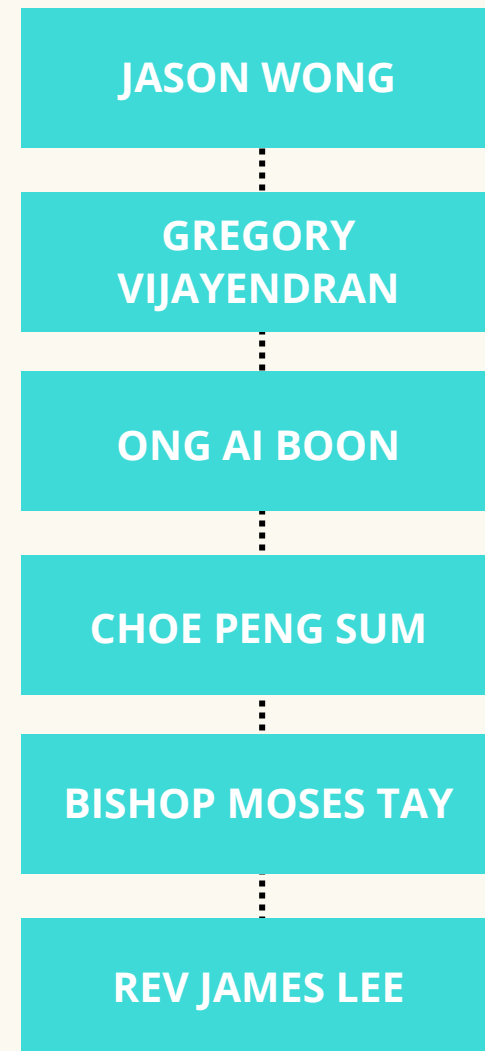 JASON WONG
GREGORY
VIJAYENDRAN
ONG AI BOON
CHOE PENG SUM
BISHOP MOSES TAY
REV JAMES LEE